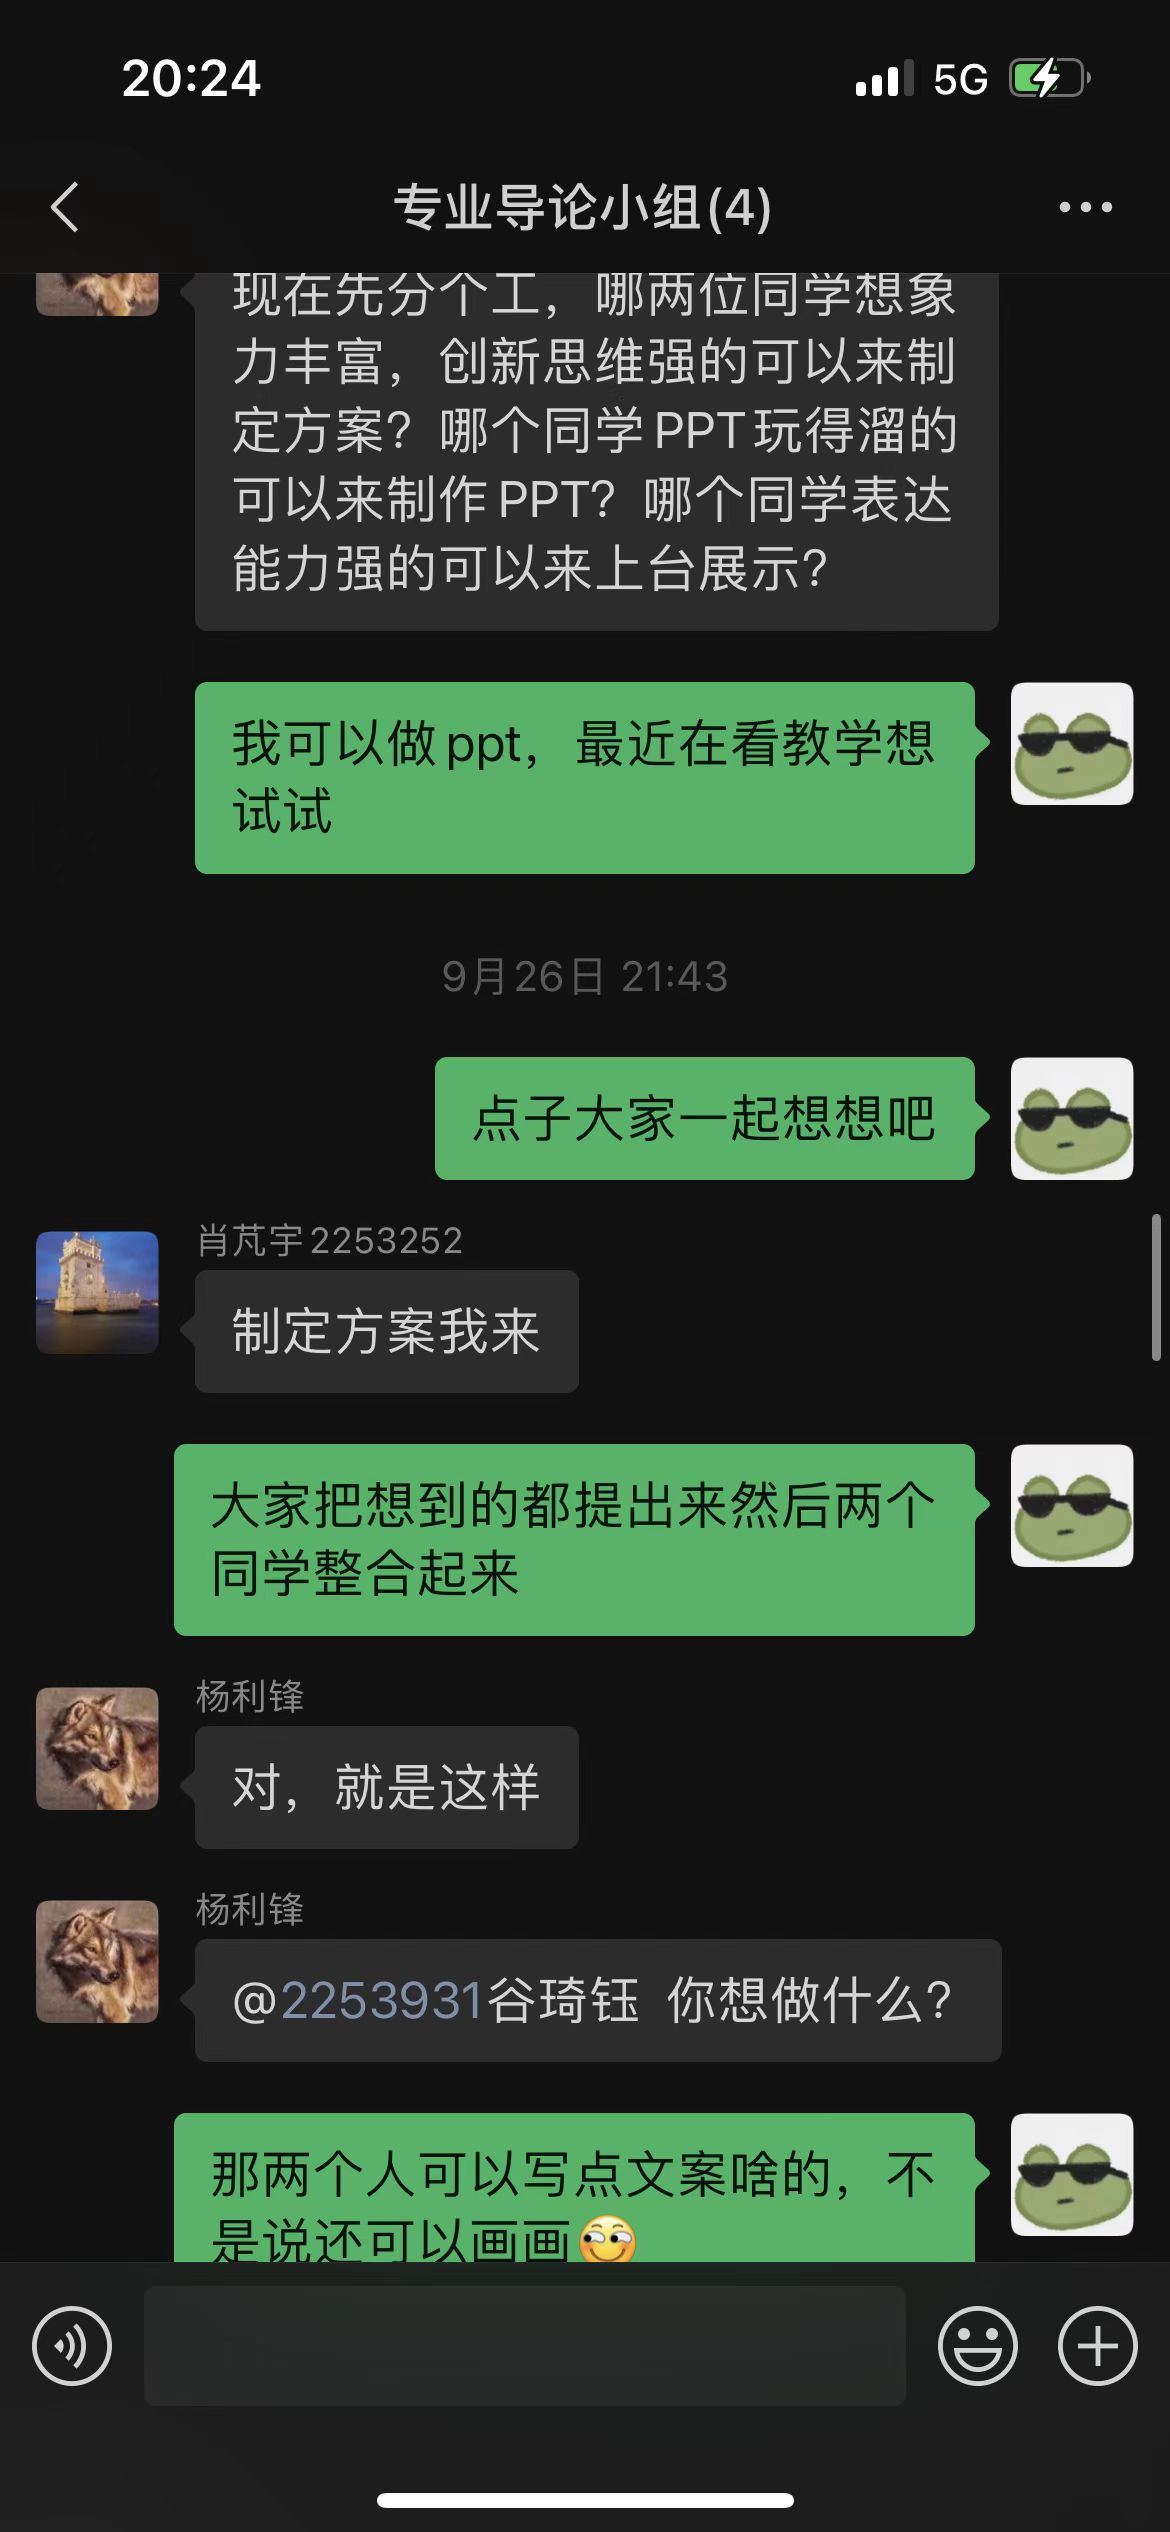 20:24
5G
专业导论小组(4)
现在先分个工，哪两位同学想象
力丰富，创新思维强的可以来制
定方案？哪个同学PPT玩得溜的
可以来制作PPT？哪个同学表达
能力强的可以来上台展示？
我可以做ppt，最近在看教学想
试试
9月26日 21:43
点子大家一起想想吧
肖芃宇2253252
制定方案我来
大家把想到的都提出来然后两个
同学整合起来
杨利锋
对，就是这样
杨利锋
@2253931谷琦钰 你想做什么？
那两个人可以写点文案啥的，不
是说还可以画画